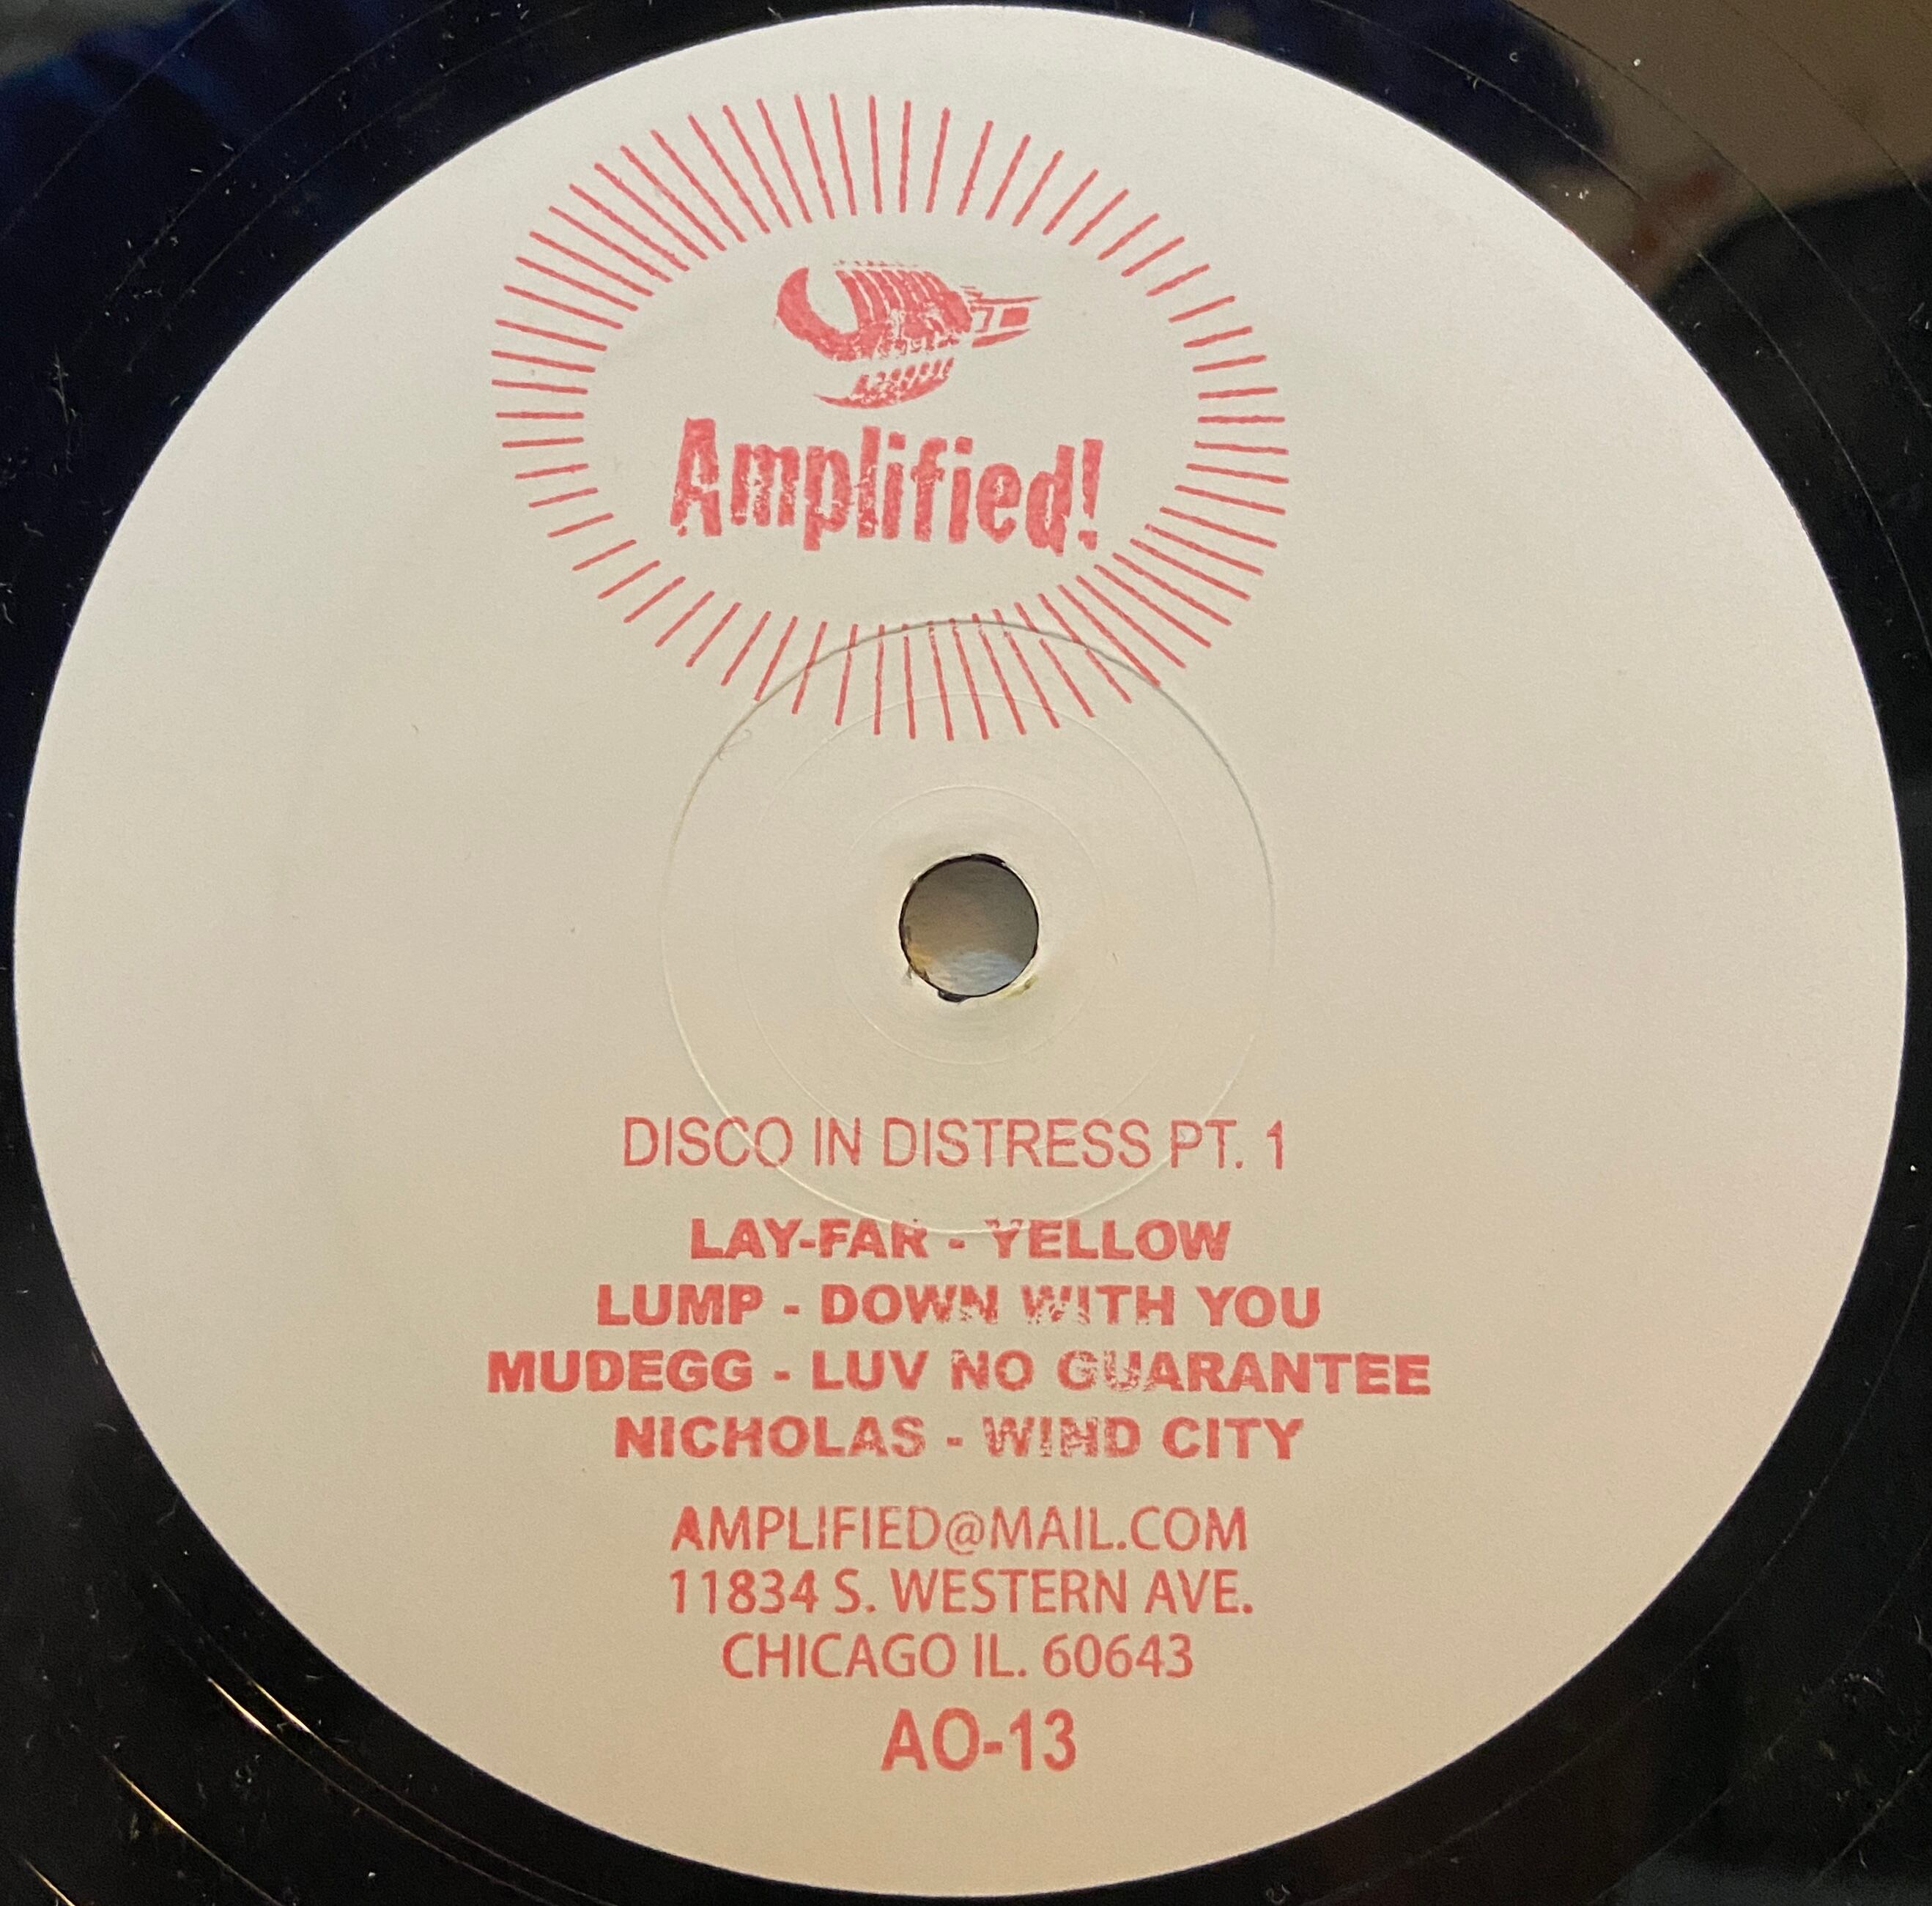 Amplified!
DISCO IN DISTRESS PT. 1
LAY-FAR - YELLOW
LUMP - DOWN WITH YOU
MUDEGG - LUV NO GUARANTEE
NICHOLAS - WIND CITY
AMPLIFIED@MAIL.COM
11834 S. WESTERN AVE.
CHICAGO IL. 60643
AO-13